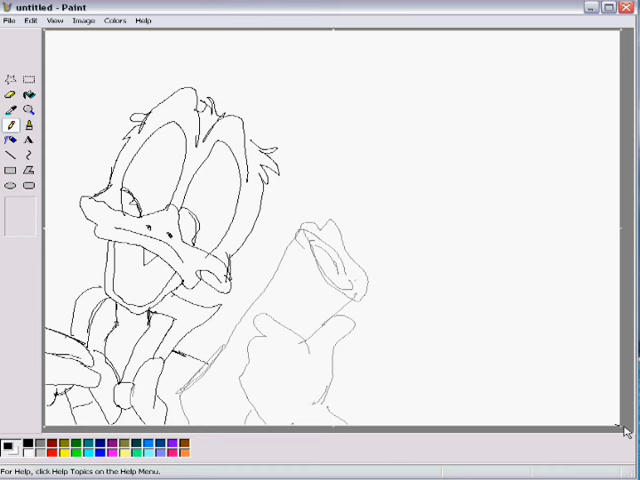 untitled - Paint
File Edit View Image Colors Help
A
For Help, click Help Topics on the Help Menu.